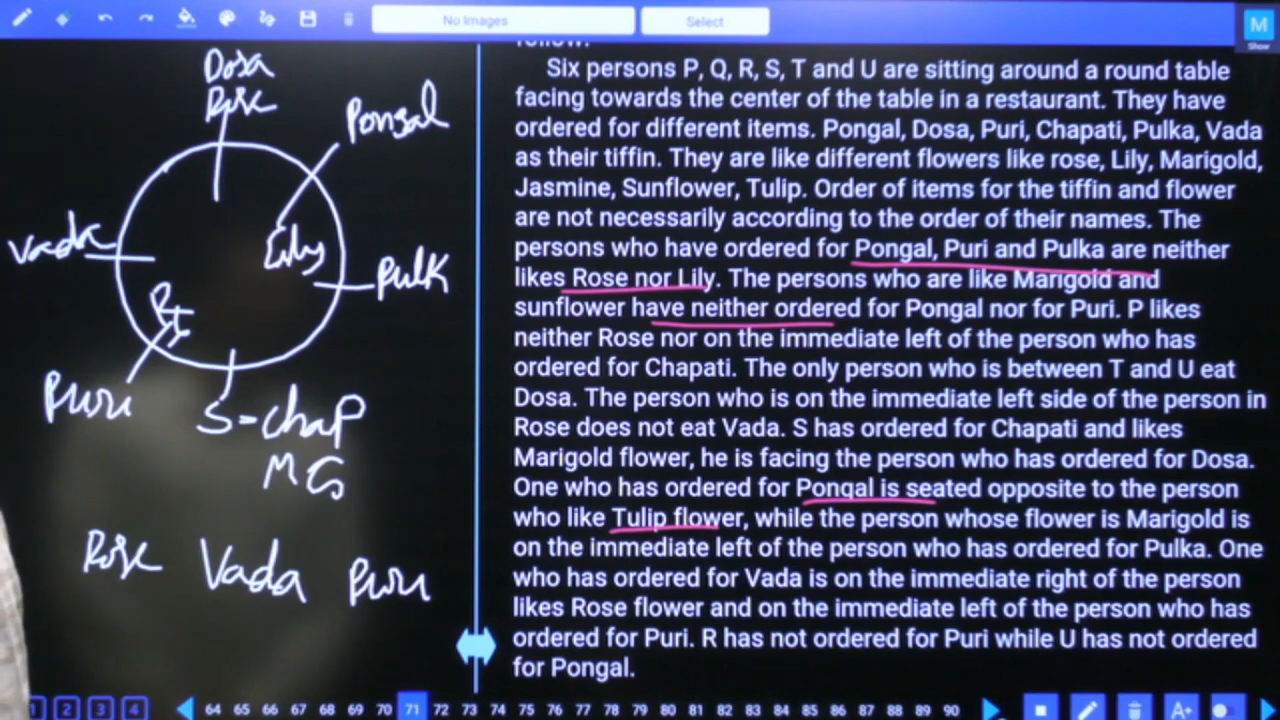 No Images
Select
M
Show
follow.
Six persons P, Q, R, S, T and U are sitting around a round table
facing towards the center of the table in a restaurant. They have
ordered for different items. Pongal, Dosa, Puri, Chapati, Pulka, Vada
as their tiffin. They are like different flowers like rose, Lily, Marigold,
Jasmine, Sunflower, Tulip. Order of items for the tiffin and flower
are not necessarily according to the order of their names. The
persons who have ordered for Pongal, Puri and Pulka are neither
likes Rose nor Lily. The persons who are like Marigold and
sunflower have neither ordered for Pongal nor for Puri. P likes
neither Rose nor on the immediate left of the person who has
ordered for Chapati. The only person who is between T and U eat
Dosa. The person who is on the immediate left side of the person in
Rose does not eat Vada. S has ordered for Chapati and likes
Marigold flower, he is facing the person who has ordered for Dosa.
One who has ordered for Pongal is seated opposite to the person
who like Tulip flower, while the person whose flower is Marigold is
on the immediate left of the person who has ordered for Pulka. One
who has ordered for Vada is on the immediate right of the person
likes Rose flower and on the immediate left of the person who has
ordered for Puri. R has not ordered for Puri while U has not ordered
for Pongal.
Dosa
Rose
Pongal
Vada
Lily
Pulk
Puri
S=Chap
MG
Rose Vada Puri
1 2 3 4 64 65 66 67 68 69 70 71 72 73 74 75 76 77 78 79 80 81 82 83 84 85 86 87 88 89 90 A+